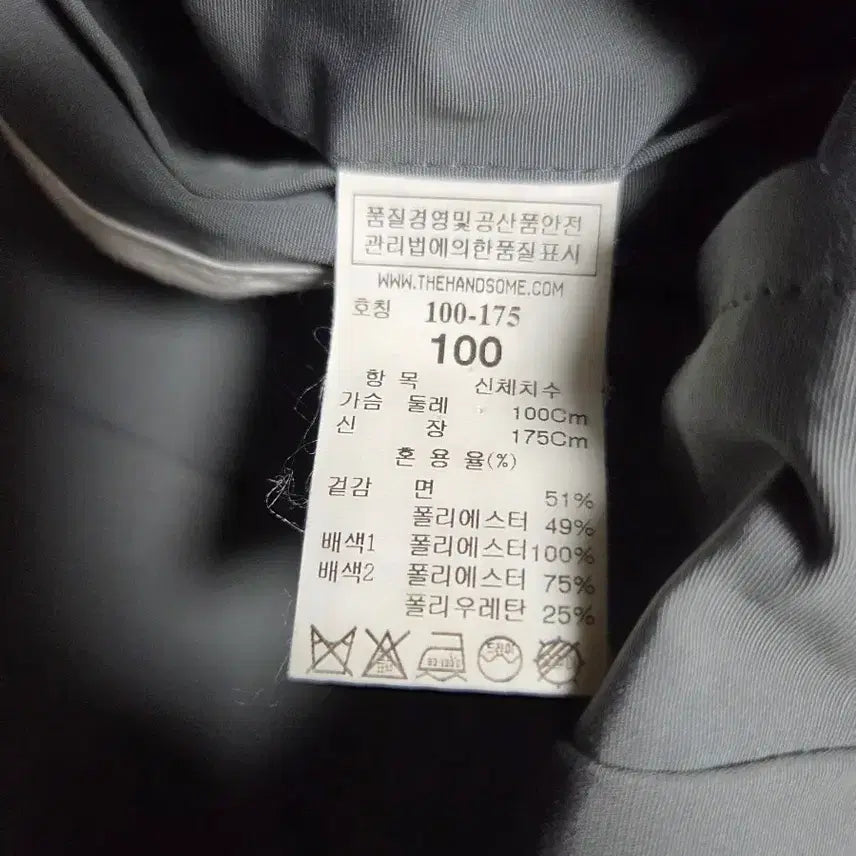 품질경영및공산품안전
관리법에의한품질표시
WWW.THEHANDSOME.COM
호칭 100-175
100
항 목 신체치수
가슴 둘레 100Cm
신 장 175Cm
혼 용 율(%)
겉감 면 51%
폴리에스터 49%
배색1 폴리에스터 100%
배색2 폴리에스터 75%
폴리우레탄 25%
드라이